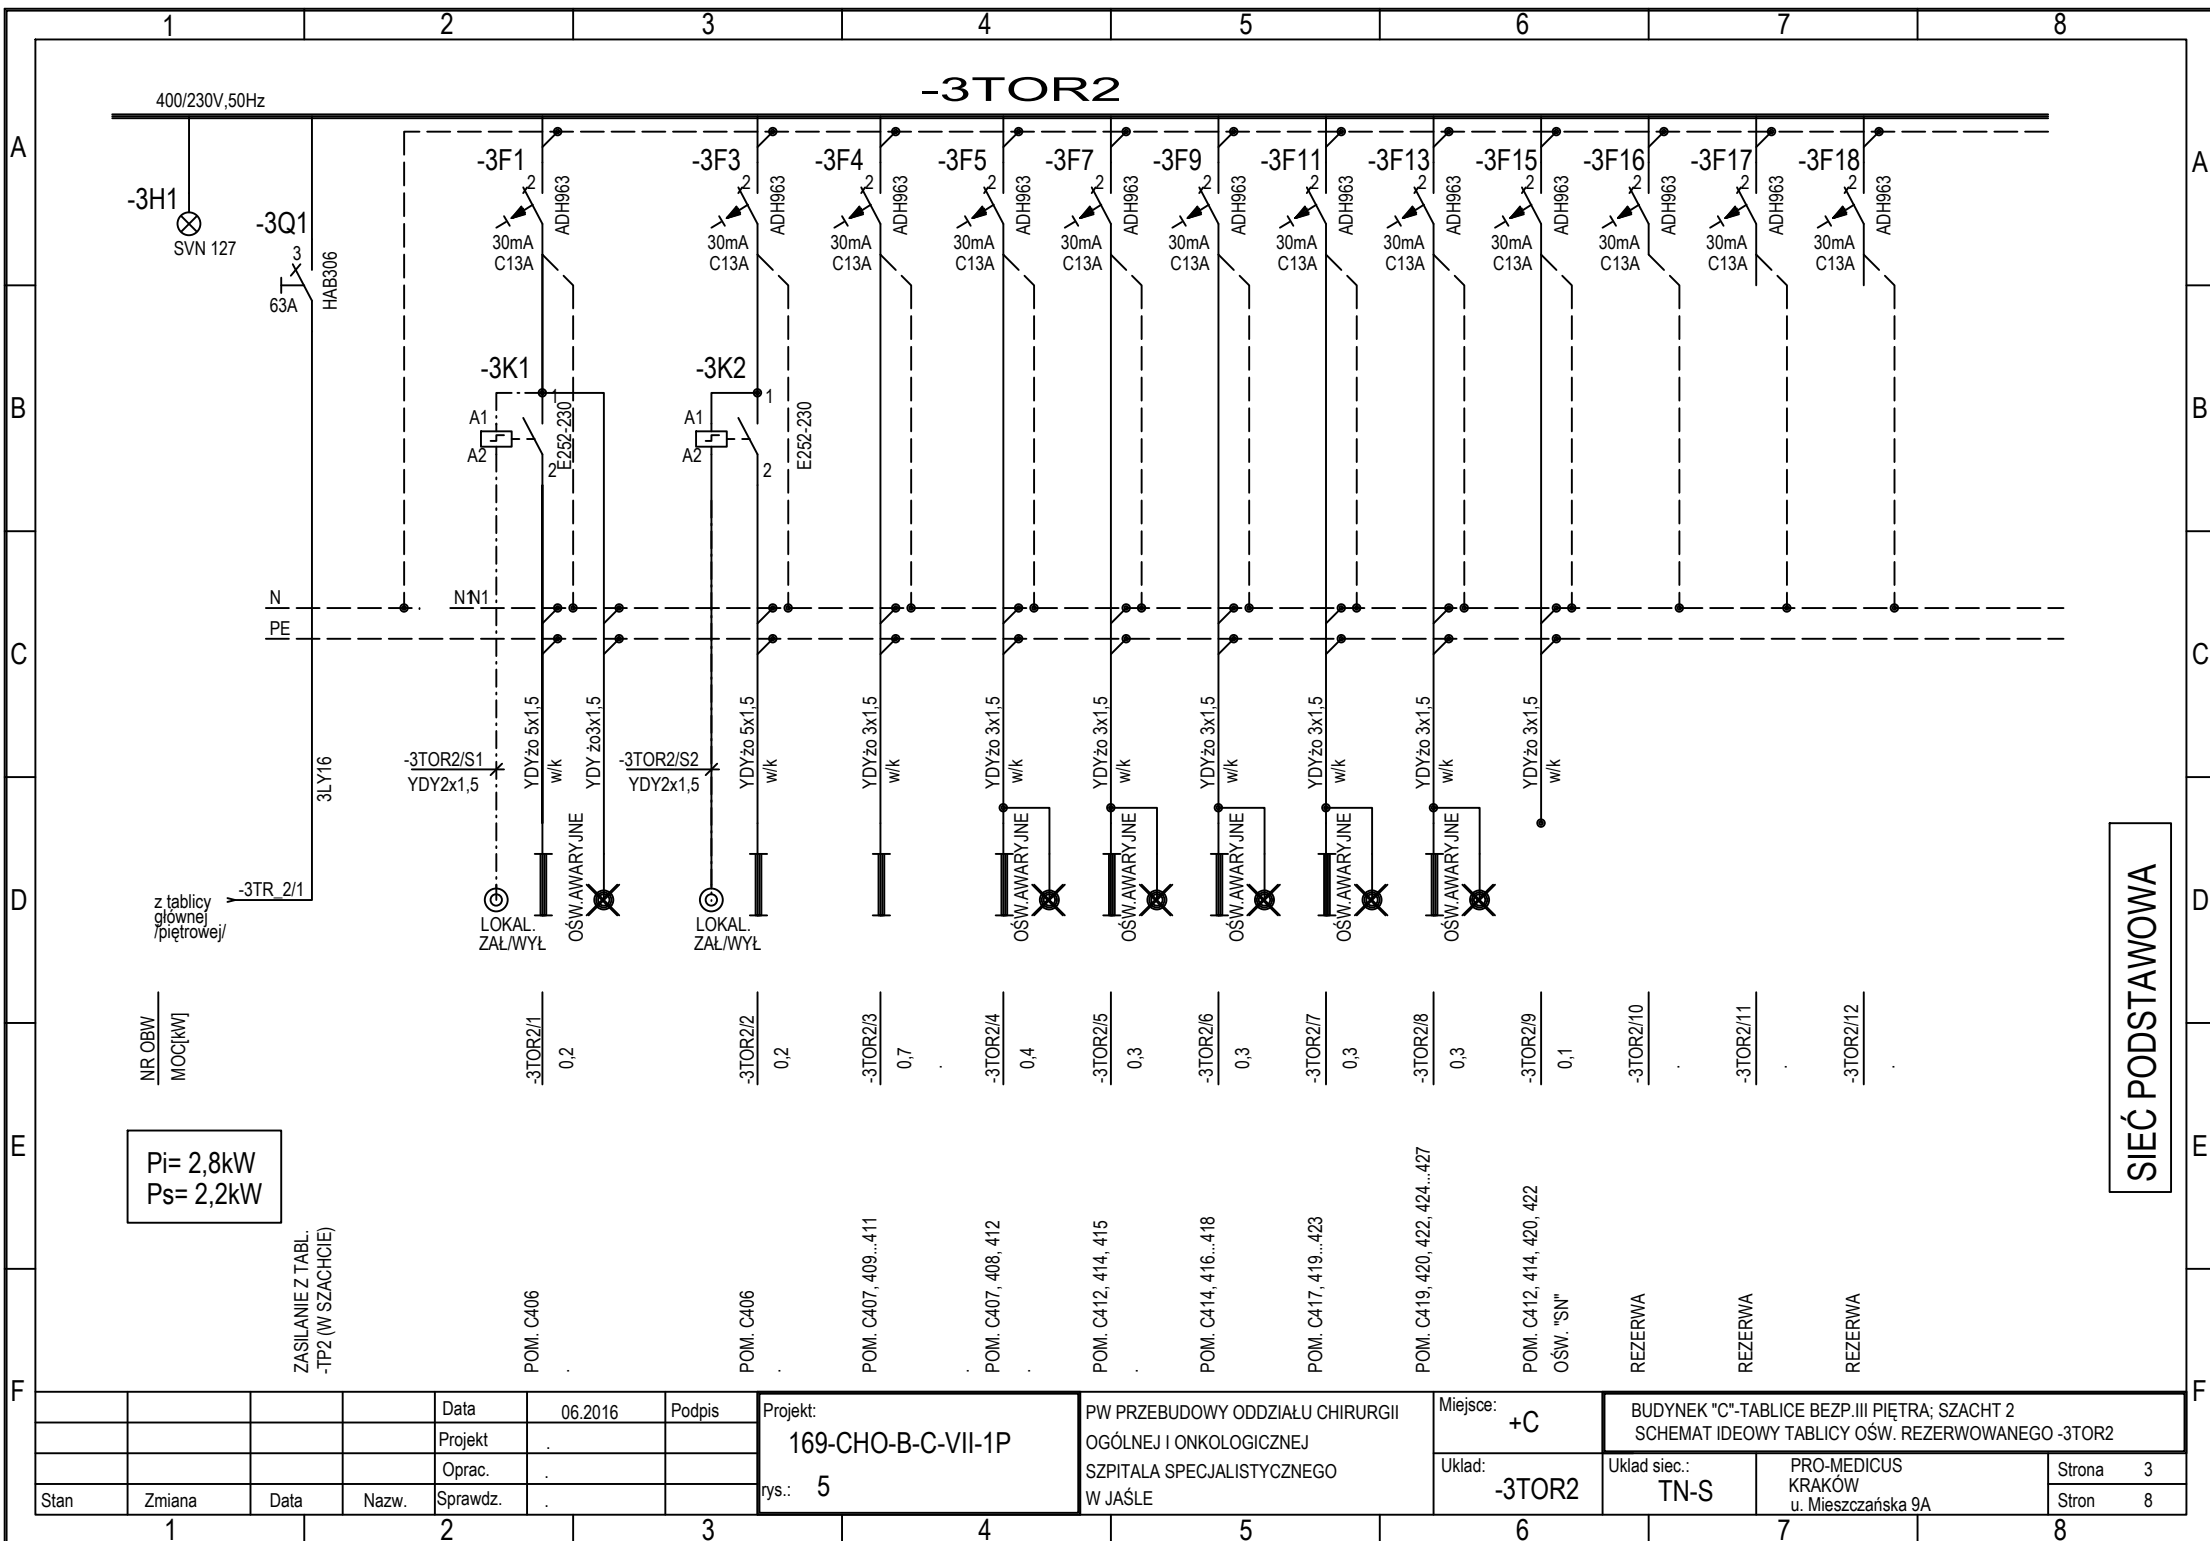 1 2 3 4 5 6 7 8
-3TOR2
400/230V,50Hz
A A
-3H1
SVN 127
-3Q1
3
63A
HAB306
-3F1
2
ADH963
30mA
C13A
-3F3
2
ADH963
30mA
C13A
-3F4
2
ADH963
30mA
C13A
-3F5
2
ADH963
30mA
C13A
-3F7
2
ADH963
30mA
C13A
-3F9
2
ADH963
30mA
C13A
-3F11
2
ADH963
30mA
C13A
-3F13
2
ADH963
30mA
C13A
-3F15
2
ADH963
30mA
C13A
-3F16
2
ADH963
30mA
C13A
-3F17
2
ADH963
30mA
C13A
-3F18
2
ADH963
30mA
C13A
B B
-3K1
A1
A2
1
2
E252-230
-3K2
A1
A2
1
2
E252-230
N
N1N1
PE
C C
3LY16
-3TOR2/S1
YDY2x1,5
YDYżo 5x1,5
w/k
YDY żo3x1,5
-3TOR2/S2
YDY2x1,5
YDYżo 5x1,5
w/k
YDYżo 3x1,5
w/k
YDYżo 3x1,5
w/k
YDYżo 3x1,5
w/k
YDYżo 3x1,5
w/k
YDYżo 3x1,5
w/k
YDYżo 3x1,5
w/k
YDYżo 3x1,5
w/k
D D
z tablicy
głównej
/piętrowej/
-3TR_2/1
LOKAL.
ZAŁ/WYŁ
OŚW.AWARYJNE
LOKAL.
ZAŁ/WYŁ
OŚW.AWARYJNE
OŚW.AWARYJNE
OŚW.AWARYJNE
OŚW.AWARYJNE
OŚW.AWARYJNE
SIEĆ PODSTAWOWA
NR OBW
MOC[kW]
-3TOR2/1
0,2
-3TOR2/2
0,2
-3TOR2/3
0,7
-3TOR2/4
0,4
-3TOR2/5
0,3
-3TOR2/6
0,3
-3TOR2/7
0,3
-3TOR2/8
0,3
-3TOR2/9
0,1
-3TOR2/10
-3TOR2/11
-3TOR2/12
E E
Pi= 2,8kW
Ps= 2,2kW
ZASILANIE Z TABL.
-TP2 (W SZACHCIE)
POM. C406
POM. C406
POM. C407, 409...411
POM. C407, 408, 412
POM. C412, 414, 415
POM. C414, 416...418
POM. C417, 419...423
POM. C419, 420, 422, 424...427
POM. C412, 414, 420, 422
OŚW. "SN"
REZERWA
REZERWA
REZERWA
F F
Data 06.2016 Podpis
Projekt .
Oprac. .
Stan Zmiana Data Nazw. Sprawdz. .
Projekt:
169-CHO-B-C-VII-1P
rys.: 5
PW PRZEBUDOWY ODDZIAŁU CHIRURGII
OGÓLNEJ I ONKOLOGICZNEJ
SZPITALA SPECJALISTYCZNEGO
W JAŚLE
Miejsce:
+C
Układ:
-3TOR2
BUDYNEK "C"-TABLICE BEZP.III PIĘTRA; SZACHT 2
SCHEMAT IDEOWY TABLICY OŚW. REZERWOWANEGO -3TOR2
Układ siec.:
TN-S
PRO-MEDICUS
KRAKÓW
u. Mieszczańska 9A
Strona 3
Stron 8
1 2 3 4 5 6 7 8